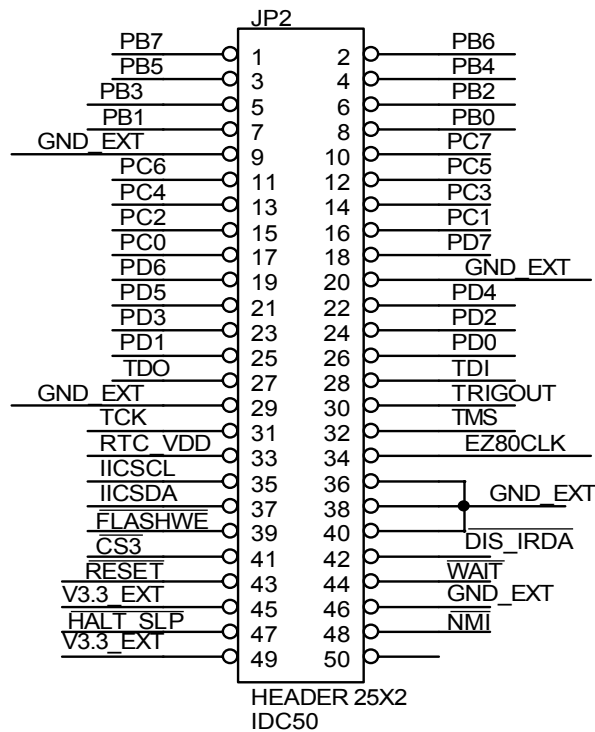 JP2
PB7 1 2 PB6
PB5 3 4 PB4
PB3 5 6 PB2
PB1 7 8 PB0
GND_EXT 9 10 PC7
PC6 11 12 PC5
PC4 13 14 PC3
PC2 15 16 PC1
PC0 17 18 PD7
PD6 19 20 GND_EXT
PD5 21 22 PD4
PD3 23 24 PD2
PD1 25 26 PD0
TDO 27 28 TDI
GND_EXT 29 30 TRIGOUT
TCK 31 32 TMS
RTC_VDD 33 34 EZ80CLK
IICSCL 35 36
IICSDA 37 38 GND_EXT
FLASHWE 39 40
CS3 41 42 DIS_IRDA
RESET 43 44 WAIT
V3.3_EXT 45 46 GND_EXT
HALT_SLP 47 48 NMI
V3.3_EXT 49 50
HEADER 25X2
IDC50